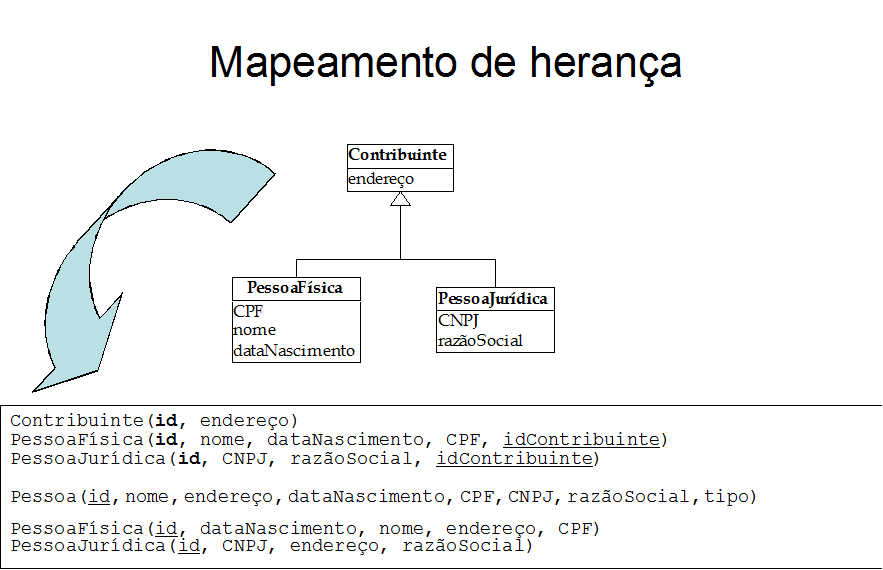 Mapeamento de herança
Contribuinte
endereço
PessoaFísica
CPF
nome
dataNascimento
PessoaJurídica
CNPJ
razãoSocial
Contribuinte(id, endereço)
PessoaFísica(id, nome, dataNascimento, CPF, idContribuinte)
PessoaJurídica(id, CNPJ, razãoSocial, idContribuinte)
Pessoa(id,nome,endereço,dataNascimento,CPF,CNPJ,razãoSocial,tipo)
PessoaFísica(id, dataNascimento, nome, endereço, CPF)
PessoaJurídica(id, CNPJ, endereço, razãoSocial)